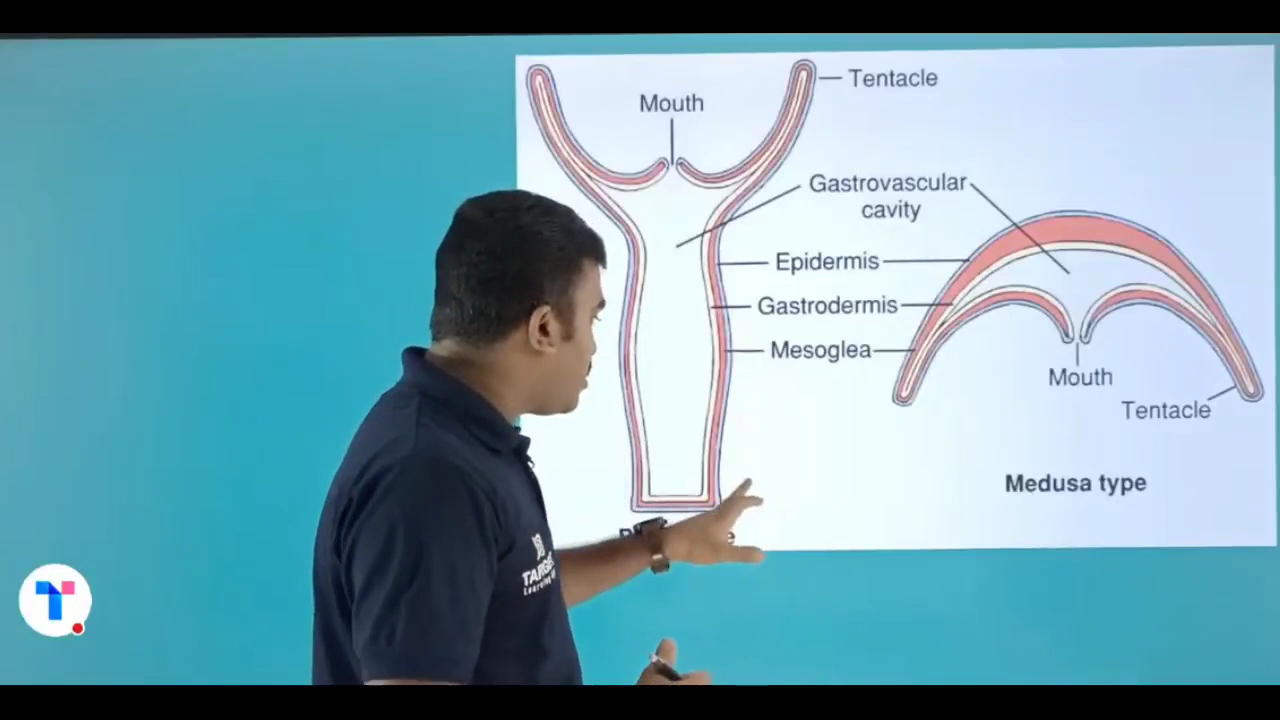 Tentacle
Mouth
Gastrovascular
cavity
Epidermis
Gastrodermis
Mesoglea
Mouth
Tentacle
Medusa type